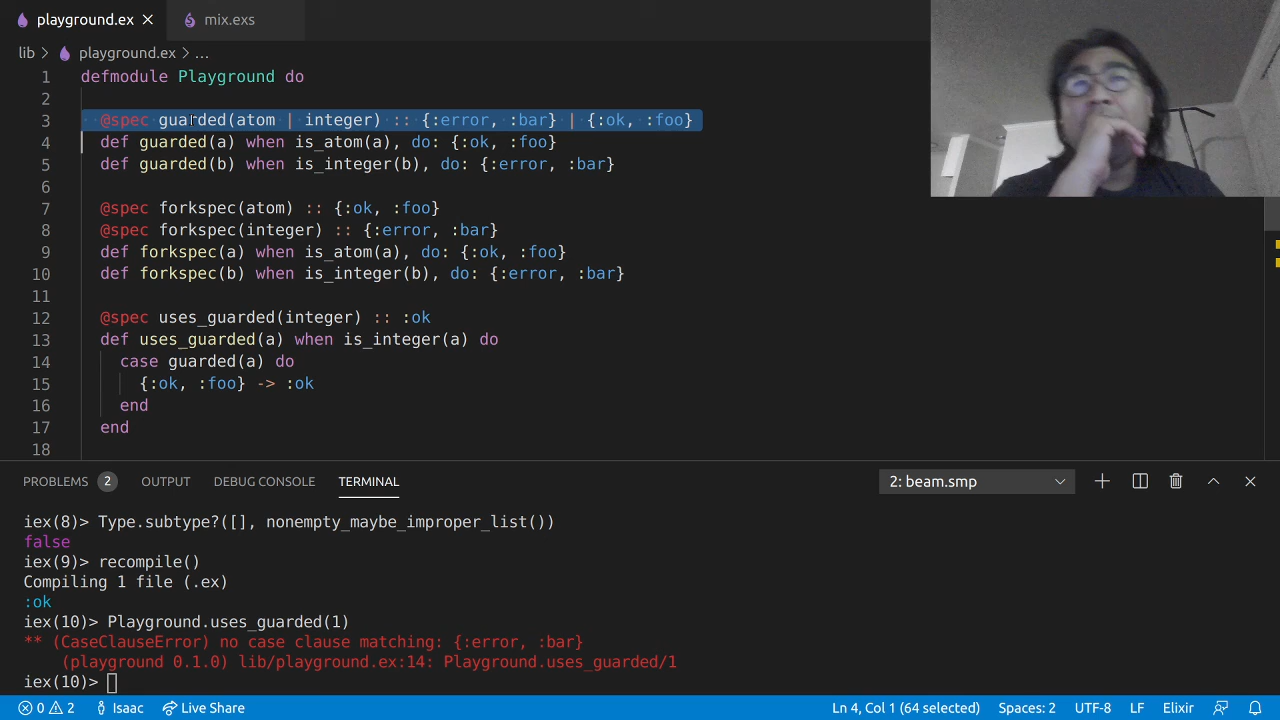 playground.ex
mix.exs
lib > playground.ex > ...
1 defmodule Playground do
2
3 @spec guarded(atom | integer) :: {:error, :bar} | {:ok, :foo}
4 def guarded(a) when is_atom(a), do: {:ok, :foo}
5 def guarded(b) when is_integer(b), do: {:error, :bar}
6
7 @spec forkspec(atom) :: {:ok, :foo}
8 @spec forkspec(integer) :: {:error, :bar}
9 def forkspec(a) when is_atom(a), do: {:ok, :foo}
10 def forkspec(b) when is_integer(b), do: {:error, :bar}
11
12 @spec uses_guarded(integer) :: :ok
13 def uses_guarded(a) when is_integer(a) do
14 case guarded(a) do
15 {:ok, :foo} -> :ok
16 end
17 end
18
PROBLEMS 2 OUTPUT DEBUG CONSOLE TERMINAL 2: beam.smp
iex(8)> Type.subtype?([], nonempty_maybe_improper_list())
false
iex(9)> recompile()
Compiling 1 file (.ex)
:ok
iex(10)> Playground.uses_guarded(1)
** (CaseClauseError) no case clause matching: {:error, :bar}
(playground 0.1.0) lib/playground.ex:14: Playground.uses_guarded/1
iex(10)>
0 2 Isaac Live Share Ln 4, Col 1 (64 selected) Spaces: 2 UTF-8 LF Elixir